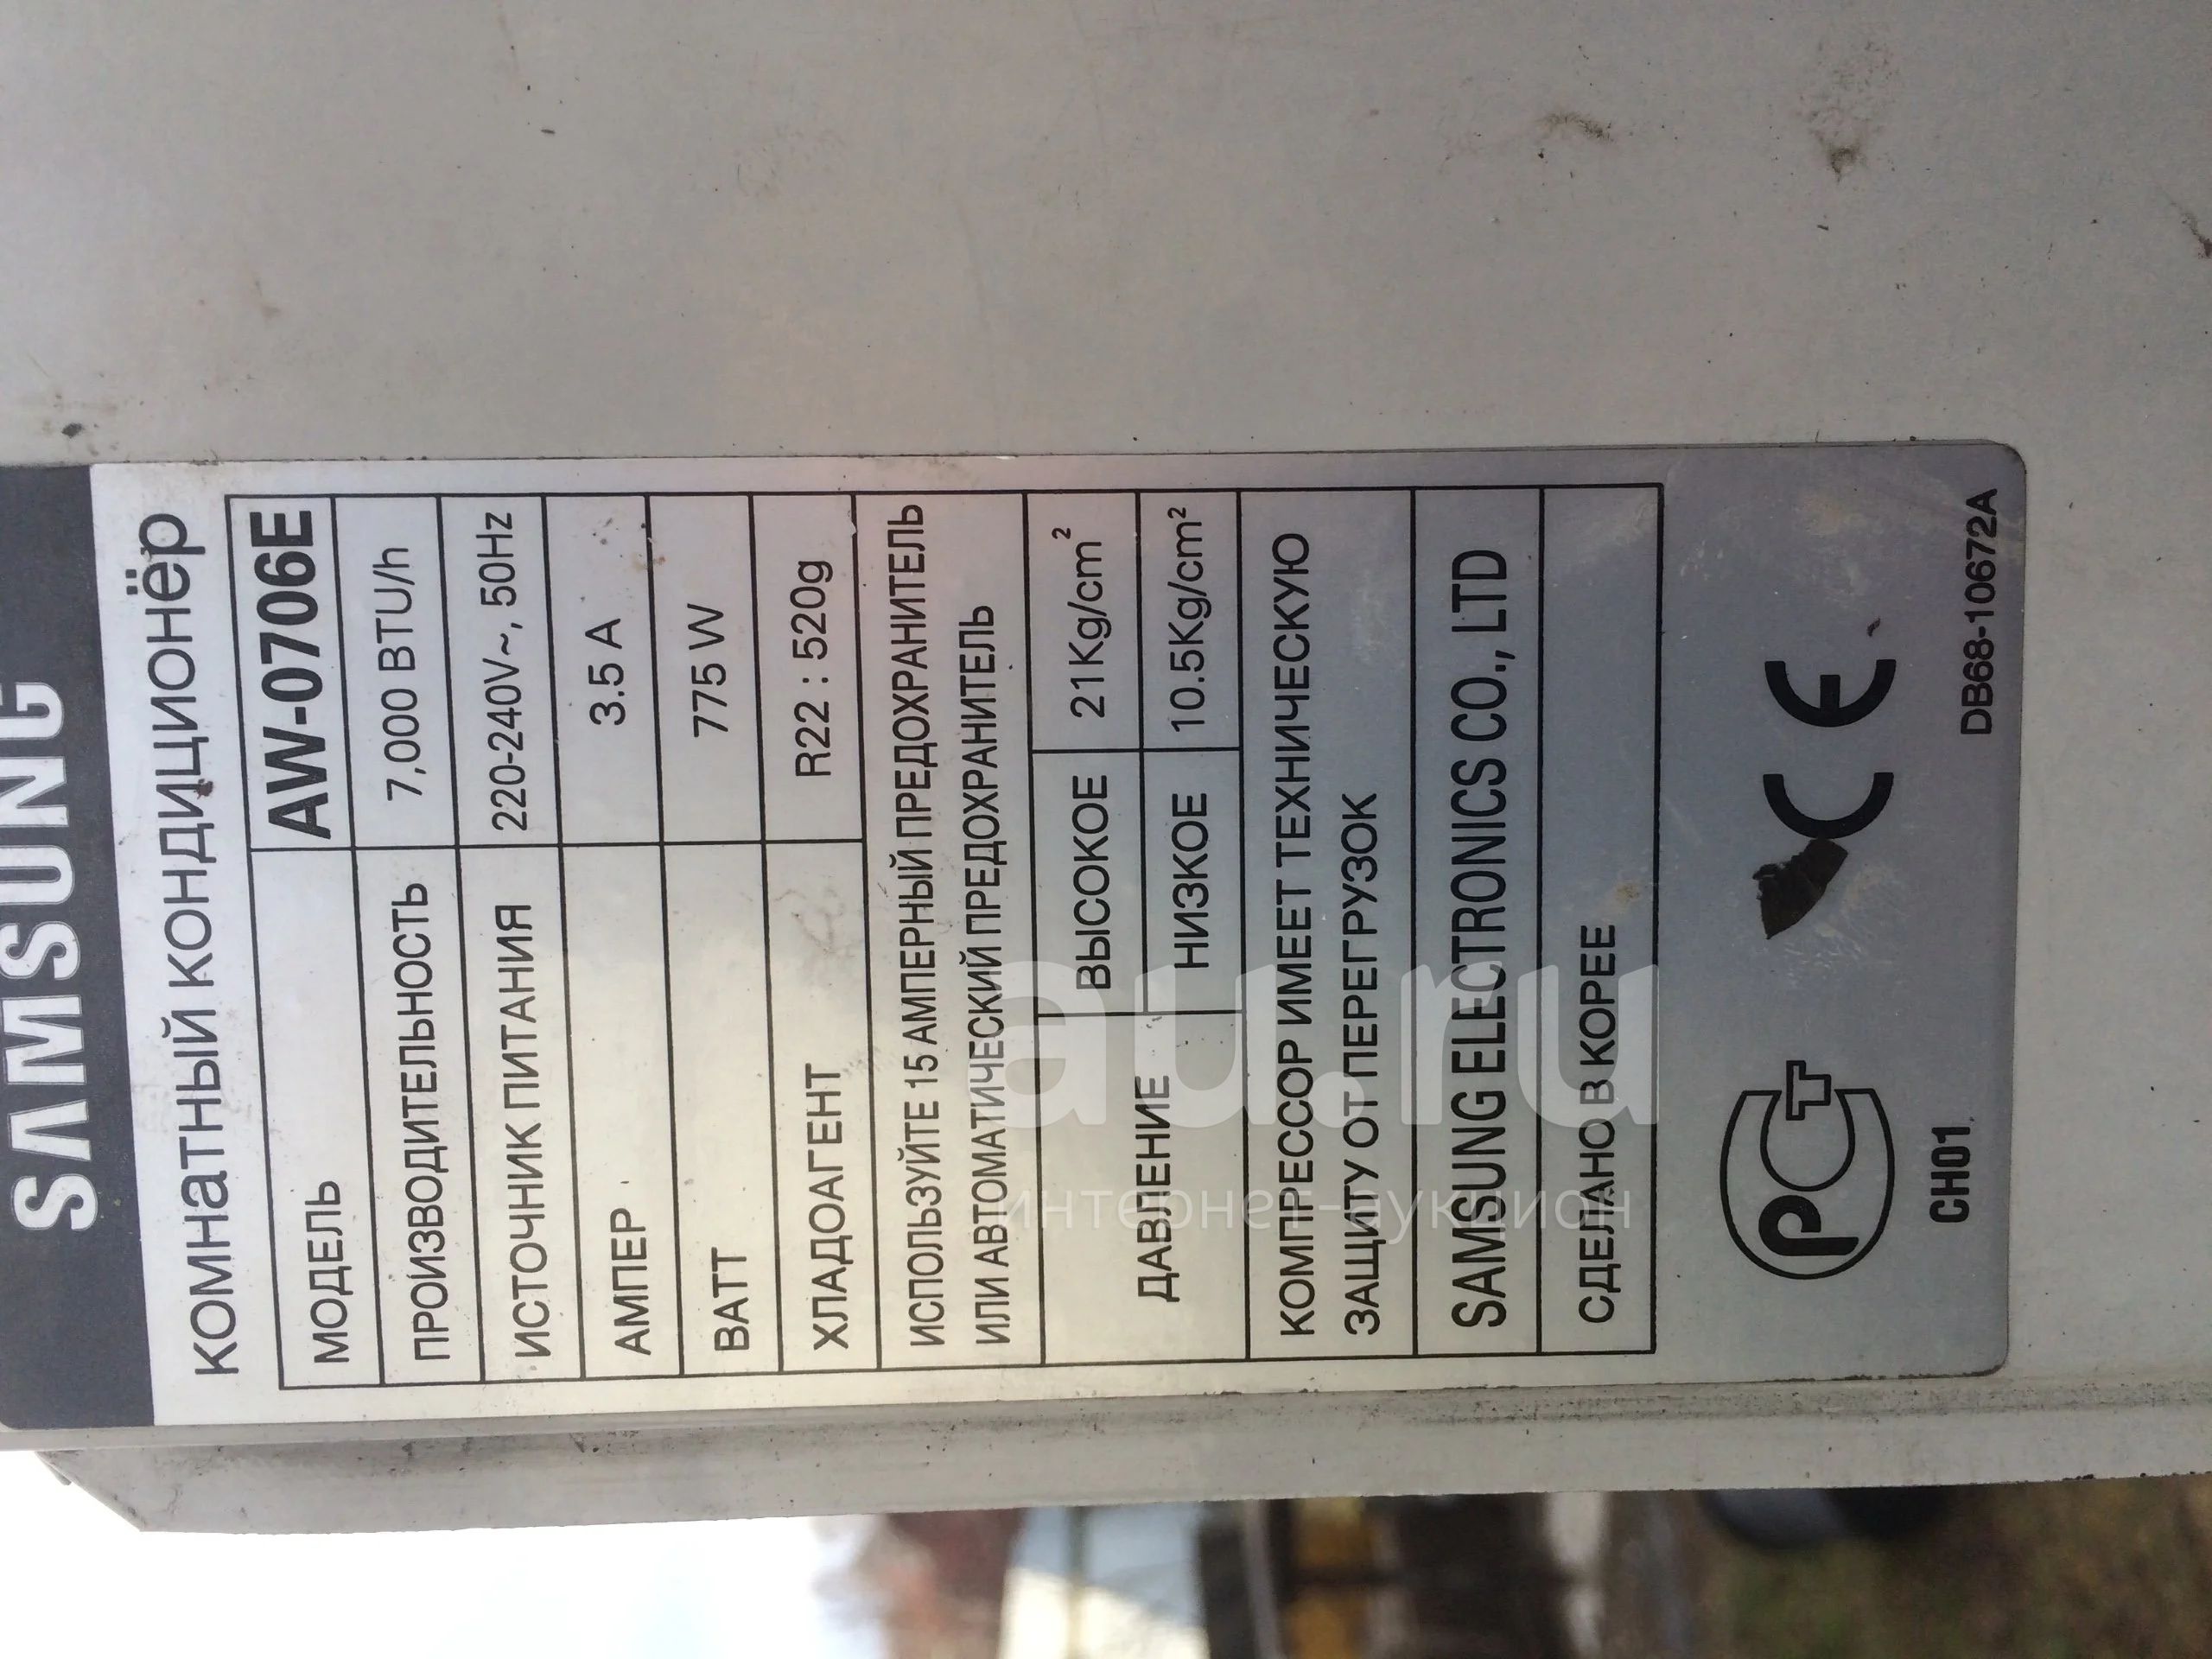 SAMSUNG
КОМНАТНЫЙ КОНДИЦИОНЁР
МОДЕЛЬ AW-0706E
ПРОИЗВОДИТЕЛЬНОСТЬ 7,000 BTU/h
ИСТОЧНИК ПИТАНИЯ 220-240V~, 50Hz
АМПЕР 3.5 A
ВАТТ 775 W
ХЛАДОАГЕНТ R22 : 520g
ИСПОЛЬЗУЙТЕ 15 АМПЕРНЫЙ ПРЕДОХРАНИТЕЛЬ
ИЛИ АВТОМАТИЧЕСКИЙ ПРЕДОХРАНИТЕЛЬ
ДАВЛЕНИЕ ВЫСОКОЕ 21Kg/cm²
НИЗКОЕ 10.5Kg/cm²
КОМПРЕССОР ИМЕЕТ ТЕХНИЧЕСКУЮ
ЗАЩИТУ ОТ ПЕРЕГРУЗОК
SAMSUNG ELECTRONICS CO., LTD
СДЕЛАНО В КОРЕЕ
РСТ CE
CH01
DB68-10672A
au.ru
интернет-аукцион